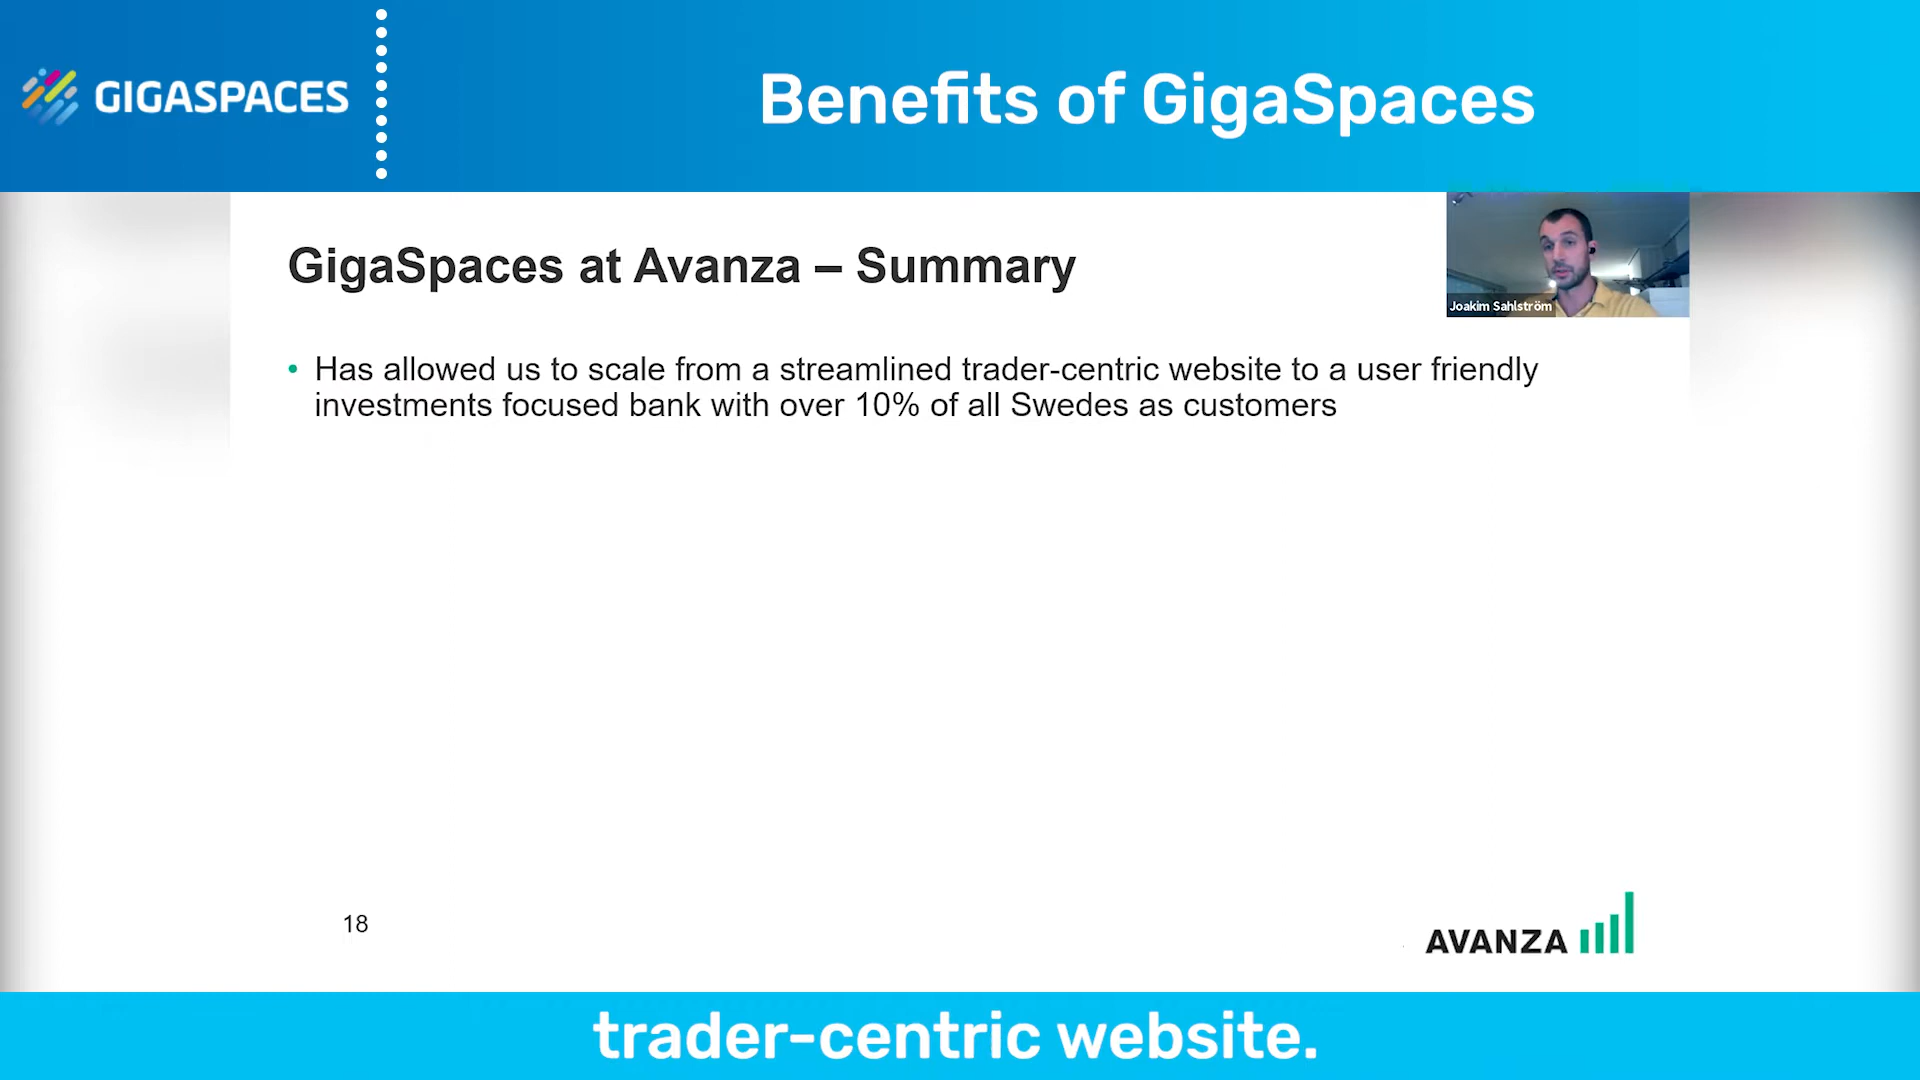 GIGASPACES
Benefits of GigaSpaces
GigaSpaces at Avanza – Summary
Joakim Sahlström
• Has allowed us to scale from a streamlined trader-centric website to a user friendly
investments focused bank with over 10% of all Swedes as customers
18
AVANZA
trader-centric website.